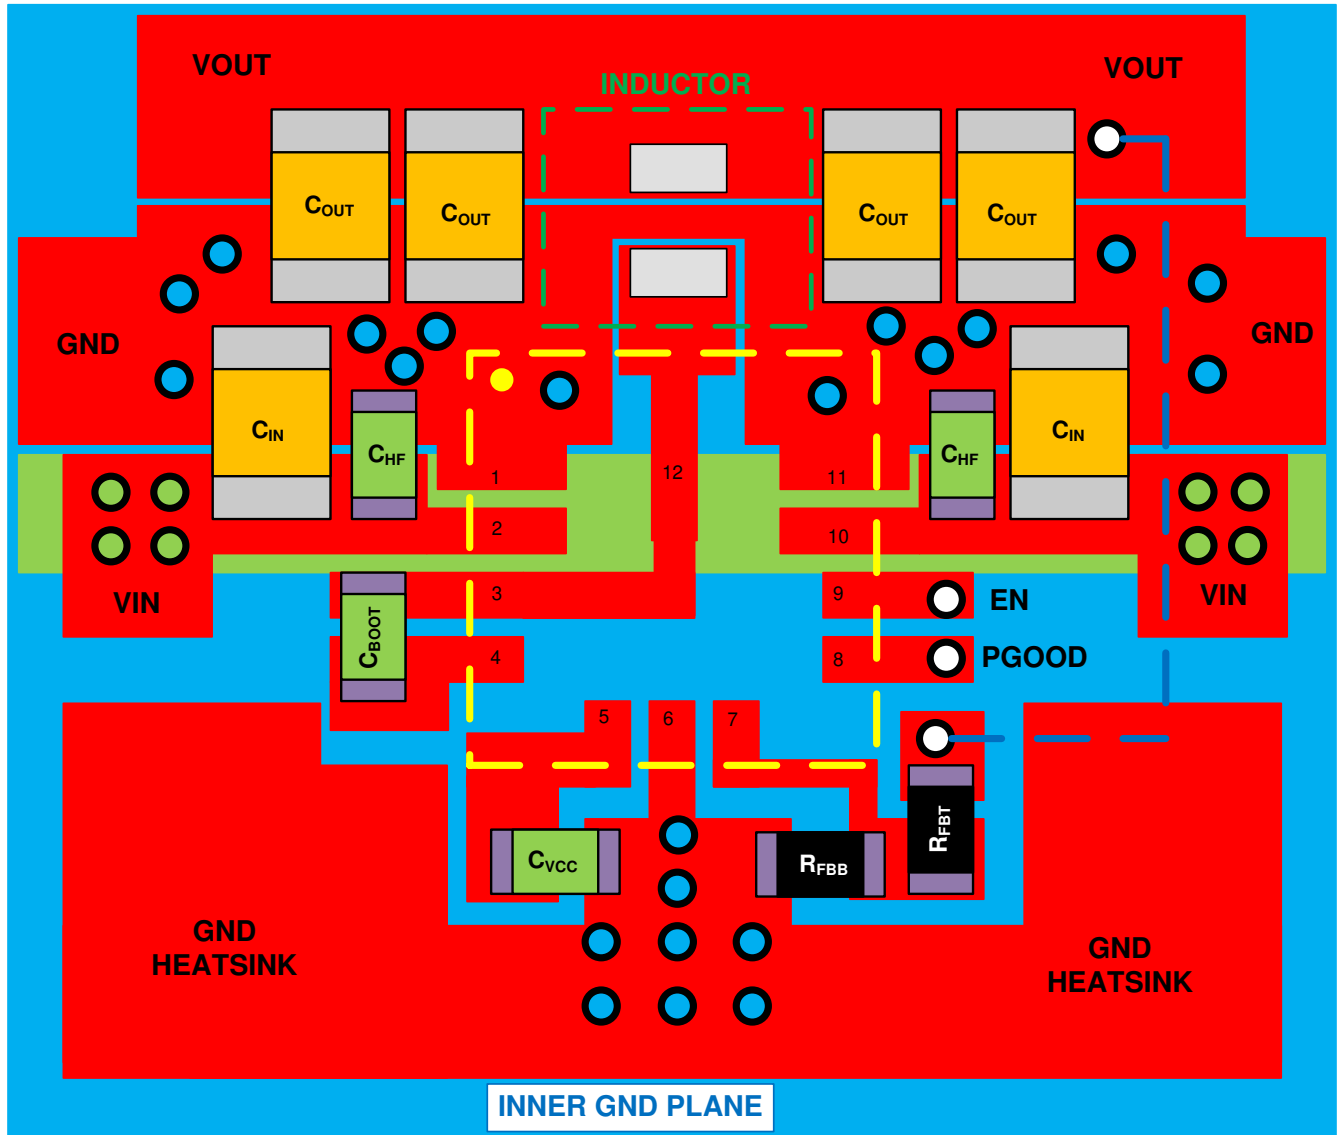 VOUT
VOUT
INDUCTOR
COUT
COUT
COUT
COUT
GND
GND
CIN
CHF
CHF
CIN
1
12
11
2
10
VIN
3
9
EN
VIN
CBOOT
4
8
PGOOD
5
6
7
CVCC
RFBB
RFBT
GND
HEATSINK
GND
HEATSINK
INNER GND PLANE